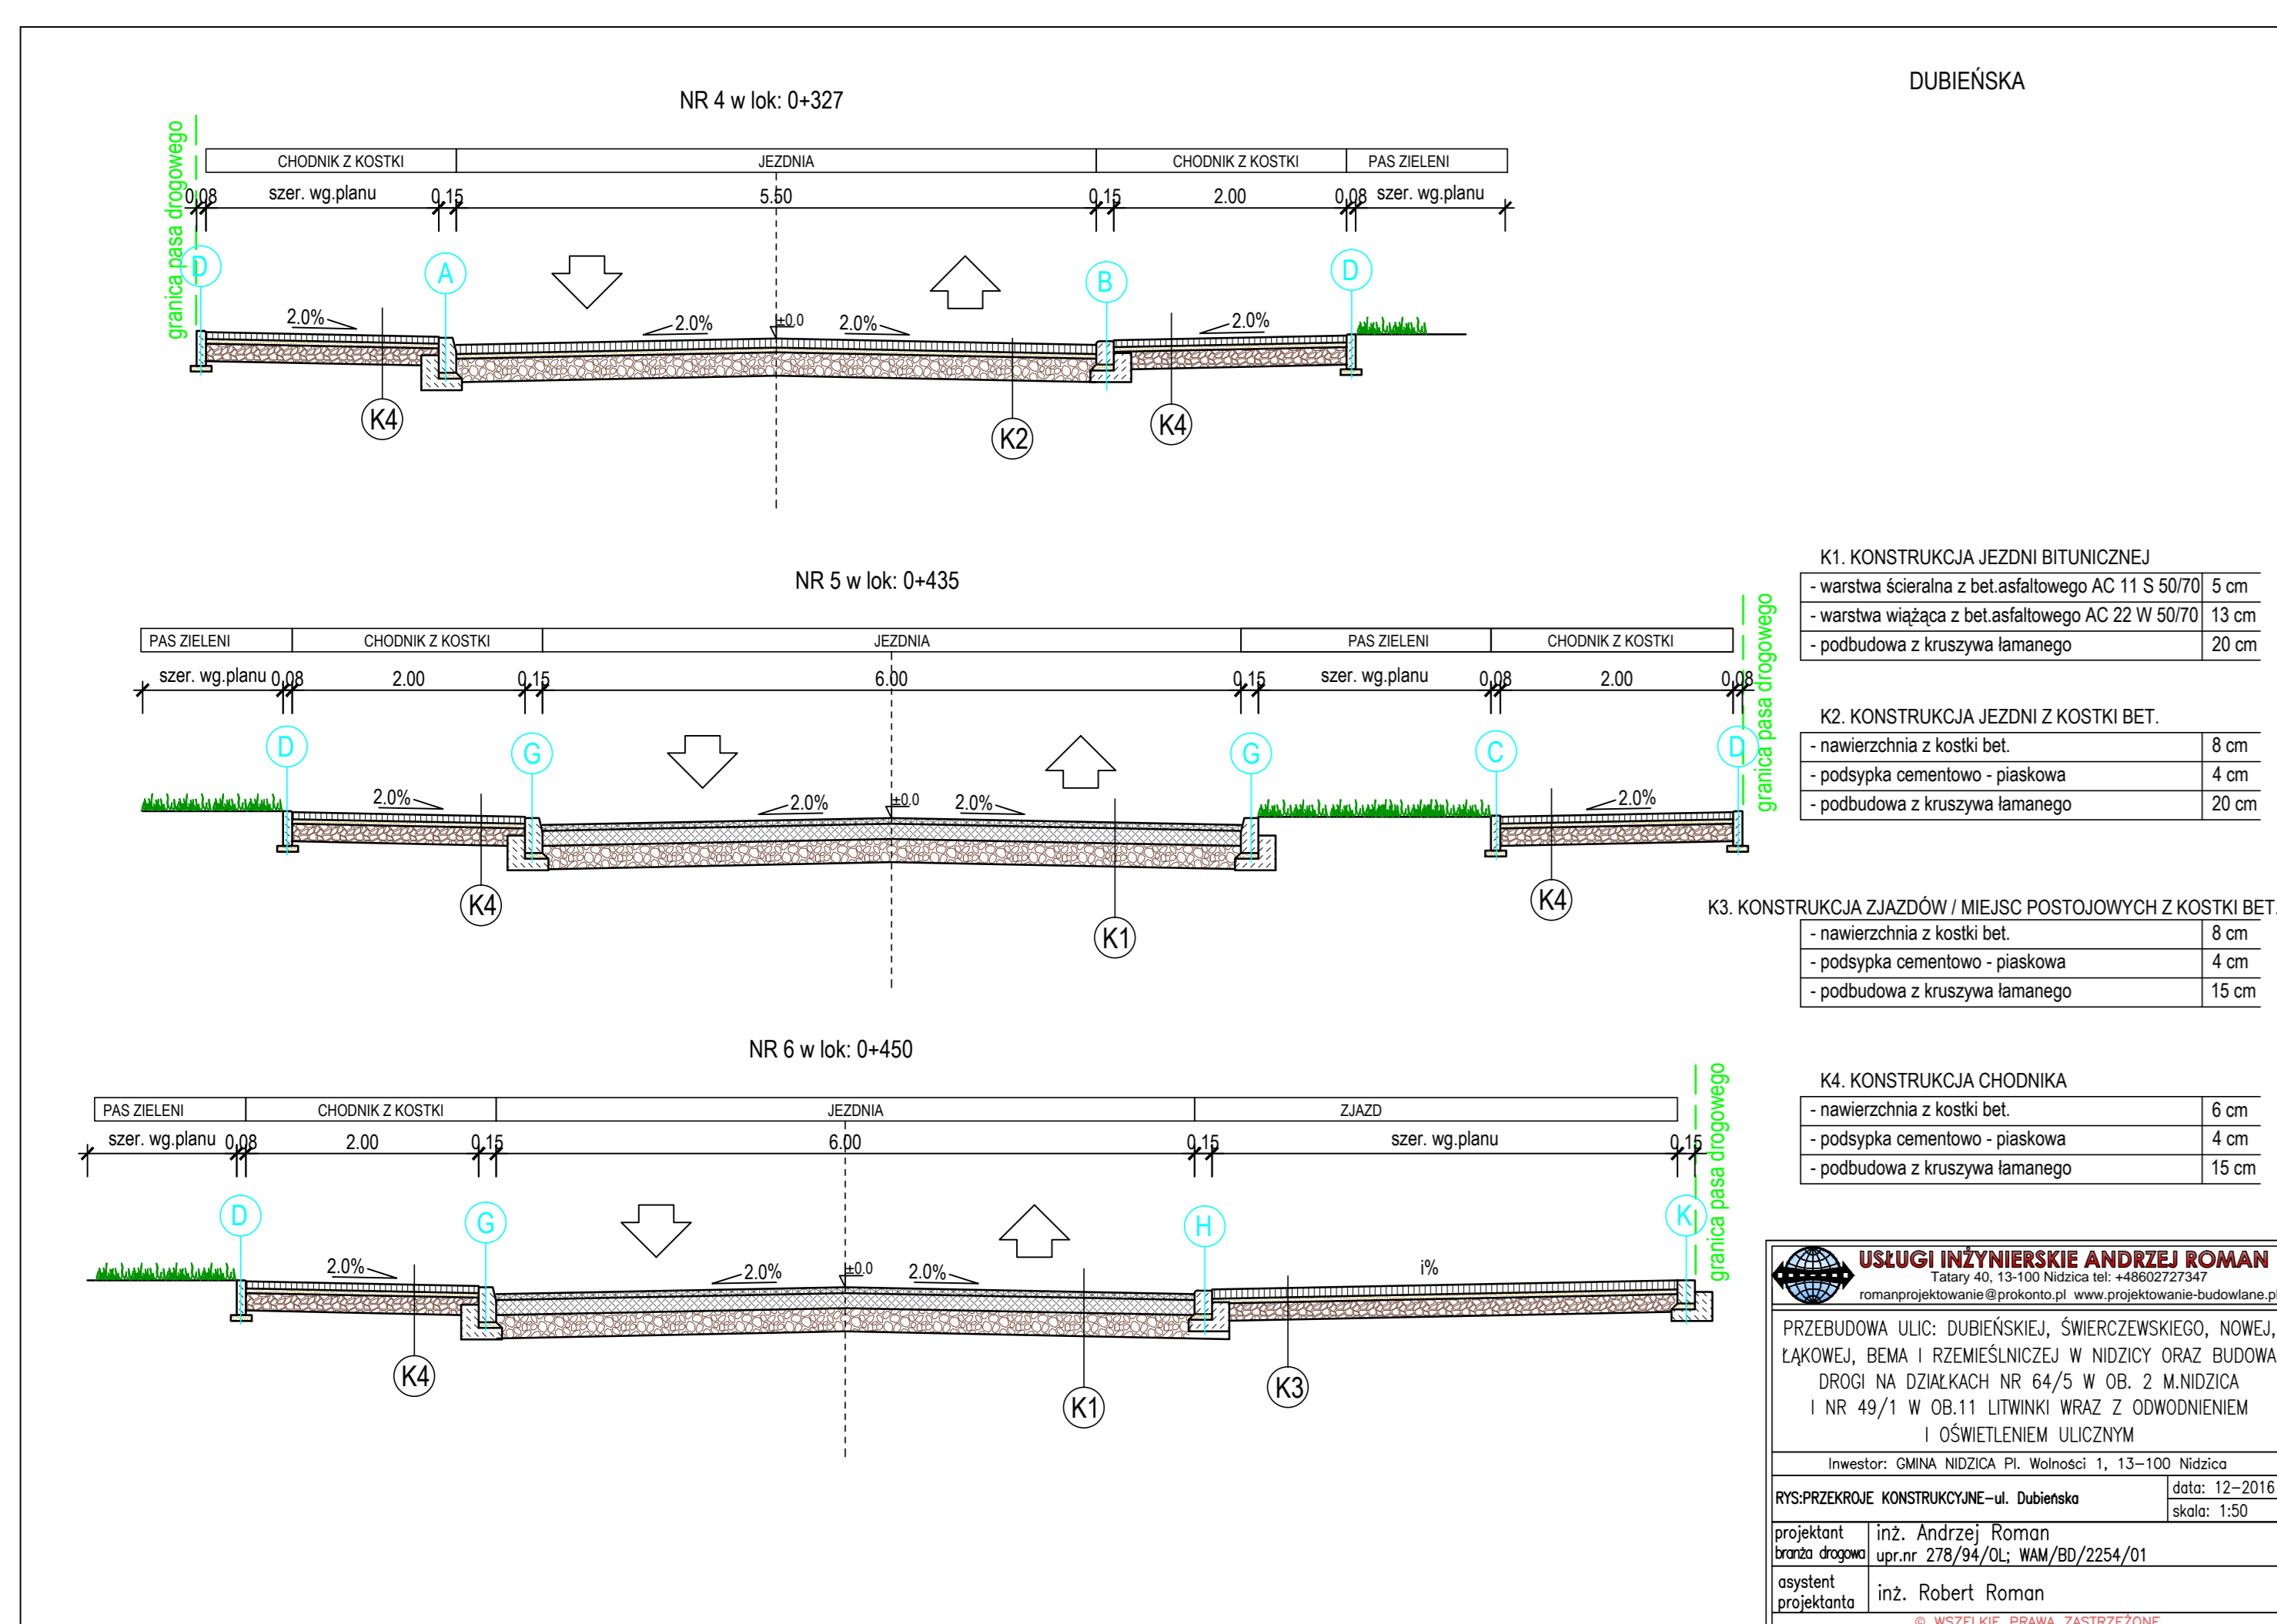 DUBIEŃSKA
NR 4 w lok: 0+327
granica pasa drogowego
CHODNIK Z KOSTKI JEZDNIA CHODNIK Z KOSTKI PAS ZIELENI
0.08 szer. wg.planu 0.15 5.50 0.15 2.00 0.08 szer. wg.planu
D A B D
2.0% 2.0% ±0.0 2.0% 2.0%
K4 K2 K4
NR 5 w lok: 0+435
granica pasa drogowego
PAS ZIELENI CHODNIK Z KOSTKI JEZDNIA PAS ZIELENI CHODNIK Z KOSTKI
szer. wg.planu 0.08 2.00 0.15 6.00 0.15 szer. wg.planu 0.08 2.00 0.08
D G G C D
2.0% 2.0% ±0.0 2.0% 2.0%
K4 K1 K4
NR 6 w lok: 0+450
granica pasa drogowego
PAS ZIELENI CHODNIK Z KOSTKI JEZDNIA ZJAZD
szer. wg.planu 0.08 2.00 0.15 6.00 0.15 szer. wg.planu 0.15
D G H K
2.0% 2.0% ±0.0 2.0% i%
K4 K1 K3
K1. KONSTRUKCJA JEZDNI BITUNICZNEJ
- warstwa ścieralna z bet.asfaltowego AC 11 S 50/70 5 cm
- warstwa wiążąca z bet.asfaltowego AC 22 W 50/70 13 cm
- podbudowa z kruszywa łamanego 20 cm
K2. KONSTRUKCJA JEZDNI Z KOSTKI BET.
- nawierzchnia z kostki bet. 8 cm
- podsypka cementowo - piaskowa 4 cm
- podbudowa z kruszywa łamanego 20 cm
K3. KONSTRUKCJA ZJAZDÓW / MIEJSC POSTOJOWYCH Z KOSTKI BET.
- nawierzchnia z kostki bet. 8 cm
- podsypka cementowo - piaskowa 4 cm
- podbudowa z kruszywa łamanego 15 cm
K4. KONSTRUKCJA CHODNIKA
- nawierzchnia z kostki bet. 6 cm
- podsypka cementowo - piaskowa 4 cm
- podbudowa z kruszywa łamanego 15 cm
USŁUGI INŻYNIERSKIE ANDRZEJ ROMAN
Tatary 40, 13-100 Nidzica tel: +48602727347
romanprojektowanie@prokonto.pl www.projektowanie-budowlane.pl
PRZEBUDOWA ULIC: DUBIEŃSKIEJ, ŚWIERCZEWSKIEGO, NOWEJ,
ŁĄKOWEJ, BEMA I RZEMIEŚLNICZEJ W NIDZICY ORAZ BUDOWA
DROGI NA DZIAŁKACH NR 64/5 W OB. 2 M.NIDZICA
I NR 49/1 W OB.11 LITWINKI WRAZ Z ODWODNIENIEM
I OŚWIETLENIEM ULICZNYM
Inwestor: GMINA NIDZICA Pl. Wolności 1, 13-100 Nidzica
RYS:PRZEKROJE KONSTRUKCYJNE-ul. Dubieńska
data: 12-2016
skala: 1:50
projektant branża drogowa
inż. Andrzej Roman
upr.nr 278/94/OL; WAM/BD/2254/01
asystent projektanta
inż. Robert Roman
© WSZELKIE PRAWA ZASTRZEŻONE